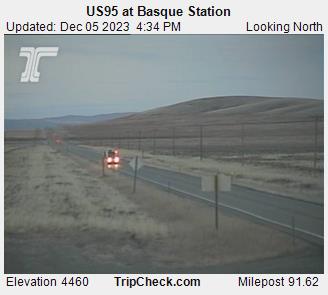 US95 at Basque Station
Updated: Dec 05 2023 4:34 PM Looking North
Elevation 4460 TripCheck.com Milepost 91.62